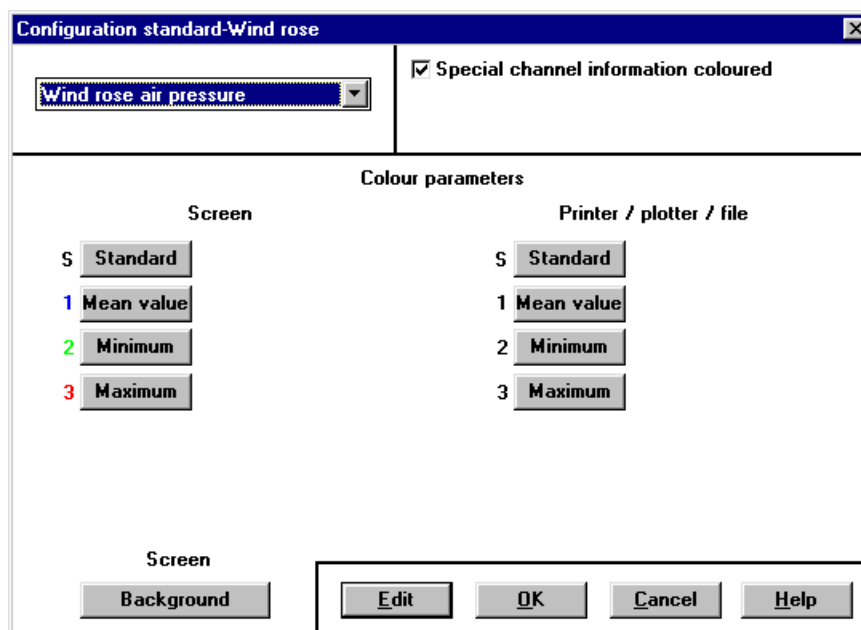 Configuration standard-Wind rose
Wind rose air pressure
Special channel information coloured
Colour parameters
Screen
Printer / plotter / file
S Standard
S Standard
1 Mean value
1 Mean value
2 Minimum
2 Minimum
3 Maximum
3 Maximum
Screen
Background
Edit
OK
Cancel
Help